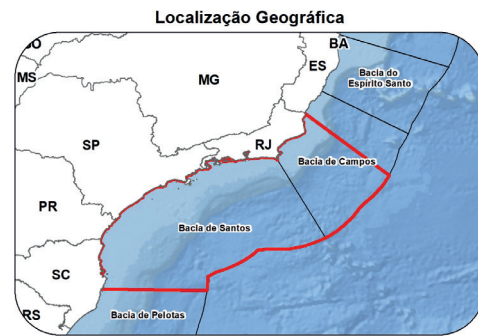 Localização Geográfica
BA
MS
MG
ES
Bacia do
Espírito Santo
SP
RJ
Bacia de Campos
PR
Bacia de Santos
SC
RS
Bacia de Pelotas